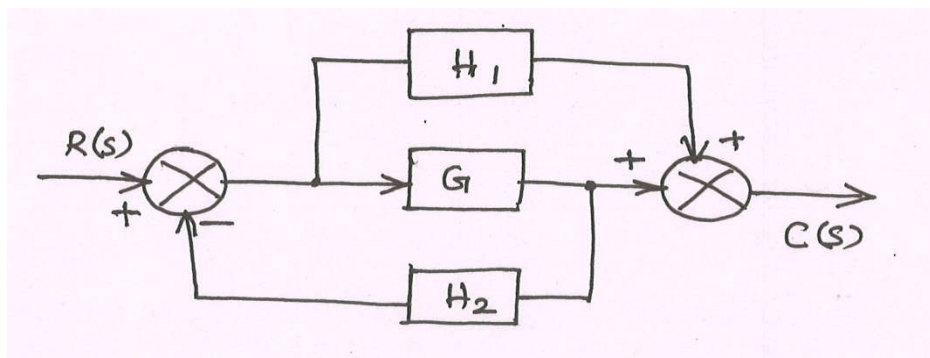 H₁
R(s)
G
+
+
+
−
H₂
C(s)